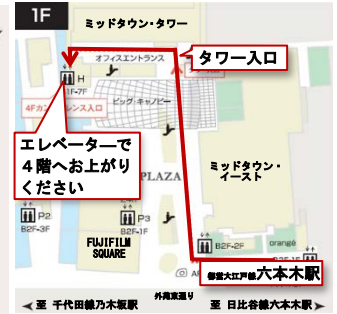 1F
ミッドタウン・タワー
オフィスエントランス
タワー入口
H
1F-7F
4Fカン
レンス入口
ビッグ・キャノピー
エレベーターで
4階へお上がり
ください
PLAZA
ミッドタウン・
イースト
P2
B2F-3F
P3
B2F-1F
FUJIFILM
SQUARE
B2F-2F
orangé
都営大江戸線六本木駅
外苑東通り
至 千代田線乃木坂駅
至 日比谷線六本木駅